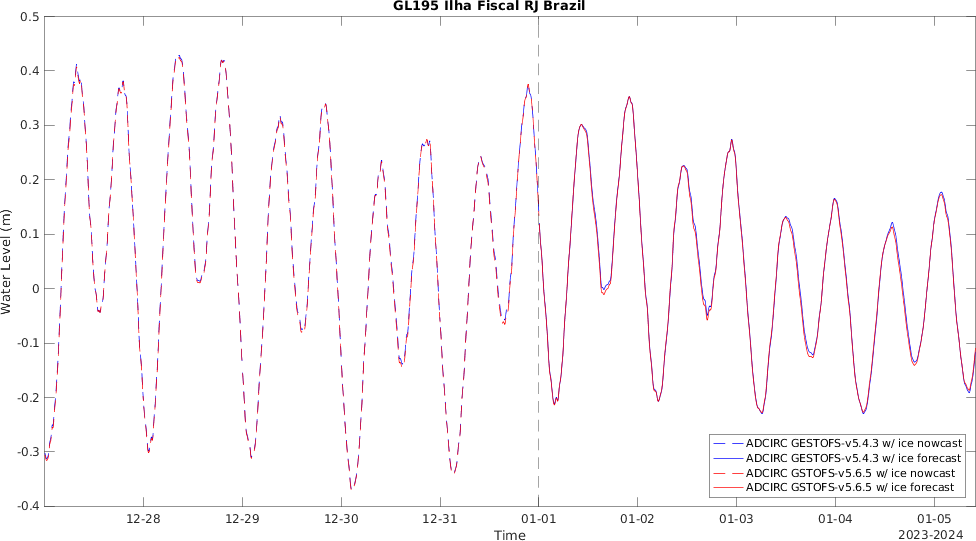 GL195 Ilha Fiscal RJ Brazil
0.5
0.4
0.3
0.2
0.1
0
-0.1
-0.2
-0.3
-0.4
Water Level (m)
12-28
12-29
12-30
12-31
01-01
01-02
01-03
01-04
01-05
Time
2023-2024
ADCIRC GESTOFS-v5.4.3 w/ ice nowcast
ADCIRC GESTOFS-v5.4.3 w/ ice forecast
ADCIRC GSTOFS-v5.6.5 w/ ice nowcast
ADCIRC GSTOFS-v5.6.5 w/ ice forecast